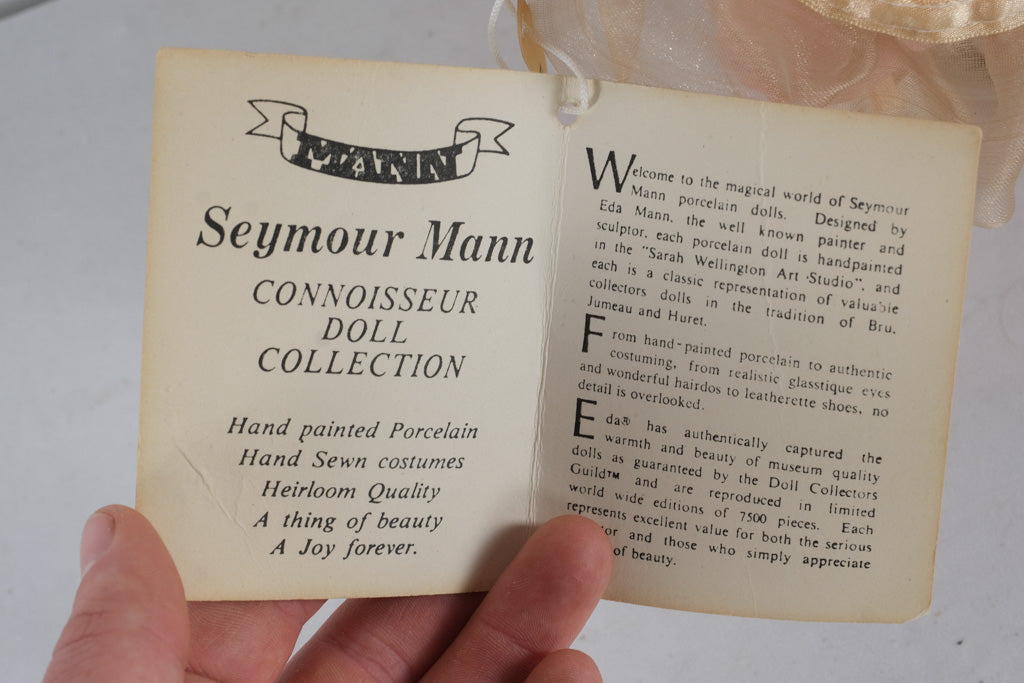 MANN
Seymour Mann
CONNOISSEUR
DOLL
COLLECTION
Hand painted Porcelain
Hand Sewn costumes
Heirloom Quality
A thing of beauty
A Joy forever.
Welcome to the magical world of Seymour
Mann porcelain dolls. Designed by
Eda Mann, the well known painter and
sculptor, each porcelain doll is handpainted
in the "Sarah Wellington Art Studio", and
each is a classic representation of valuable
collectors dolls in the tradition of Bru,
Jumeau and Huret.
From hand-painted porcelain to authentic
costuming, from realistic glasstique eyes
and wonderful hairdos to leatherette shoes, no
detail is overlooked.
Eda® has authentically captured the
warmth and beauty of museum quality
dolls as guaranteed by the Doll Collectors
Guild™ and are reproduced in limited
world wide editions of 7500 pieces. Each
represents excellent value for both the serious
tor and those who simply appreciate
of beauty.